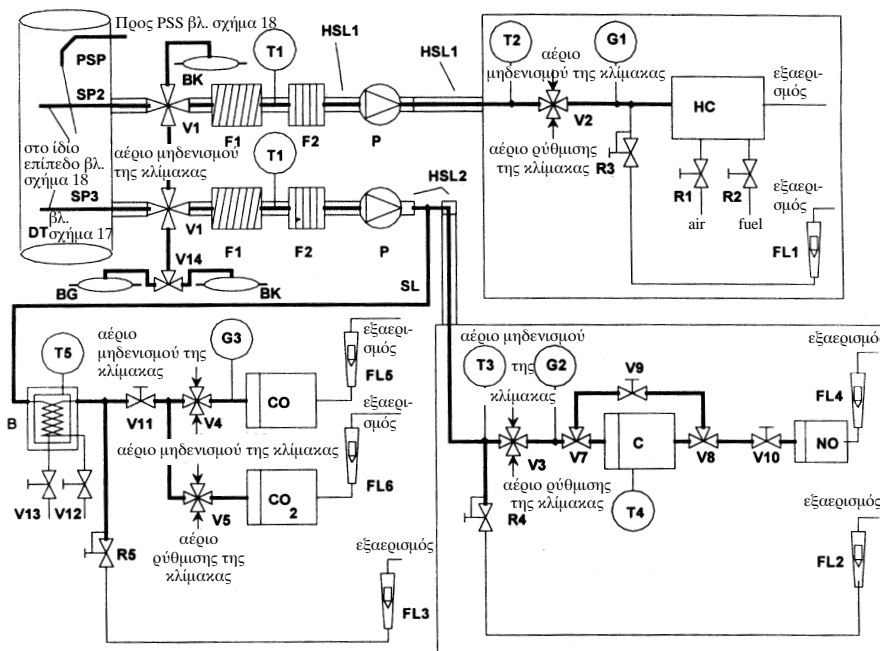 Προς PSS βλ. σχήμα 18
PSP
BK
T1
HSL1
HSL1
T2
αέριο
μηδενισμού της κλίμακας
G1
εξαερι-
σμός
SP2
V1
F1
F2
P
V2
HC
αέριο ρύθμισης
της κλίμακας
R3
R1
R2
air
fuel
εξαερι-
σμός
FL1
στο ίδιο
επίπεδο βλ.
σχήμα 18
αέριο μηδενισμού
της κλίμακας
T1
HSL2
SP3
βλ.
σχήμα 17
DT
V1
F1
F2
P
V14
BG
BK
SL
T5
αέριο
μηδενισμού της
κλίμακας
G3
εξαερι-
σμός
FL5
B
V11
V4
CO
εξαερι-
σμός
αέριο μηδενισμού της κλίμακας
V13
V12
V5
CO
2
FL6
αέριο
ρύθμισης της
κλίμακας
R5
εξαερισμός
FL3
αέριο μηδενισμού
της
κλίμακας
T3
G2
V9
εξαερισμός
FL4
V3
V7
C
V8
V10
NO
αέριο ρύθμισης
της κλίμακας
R4
T4
εξαερισμός
FL2